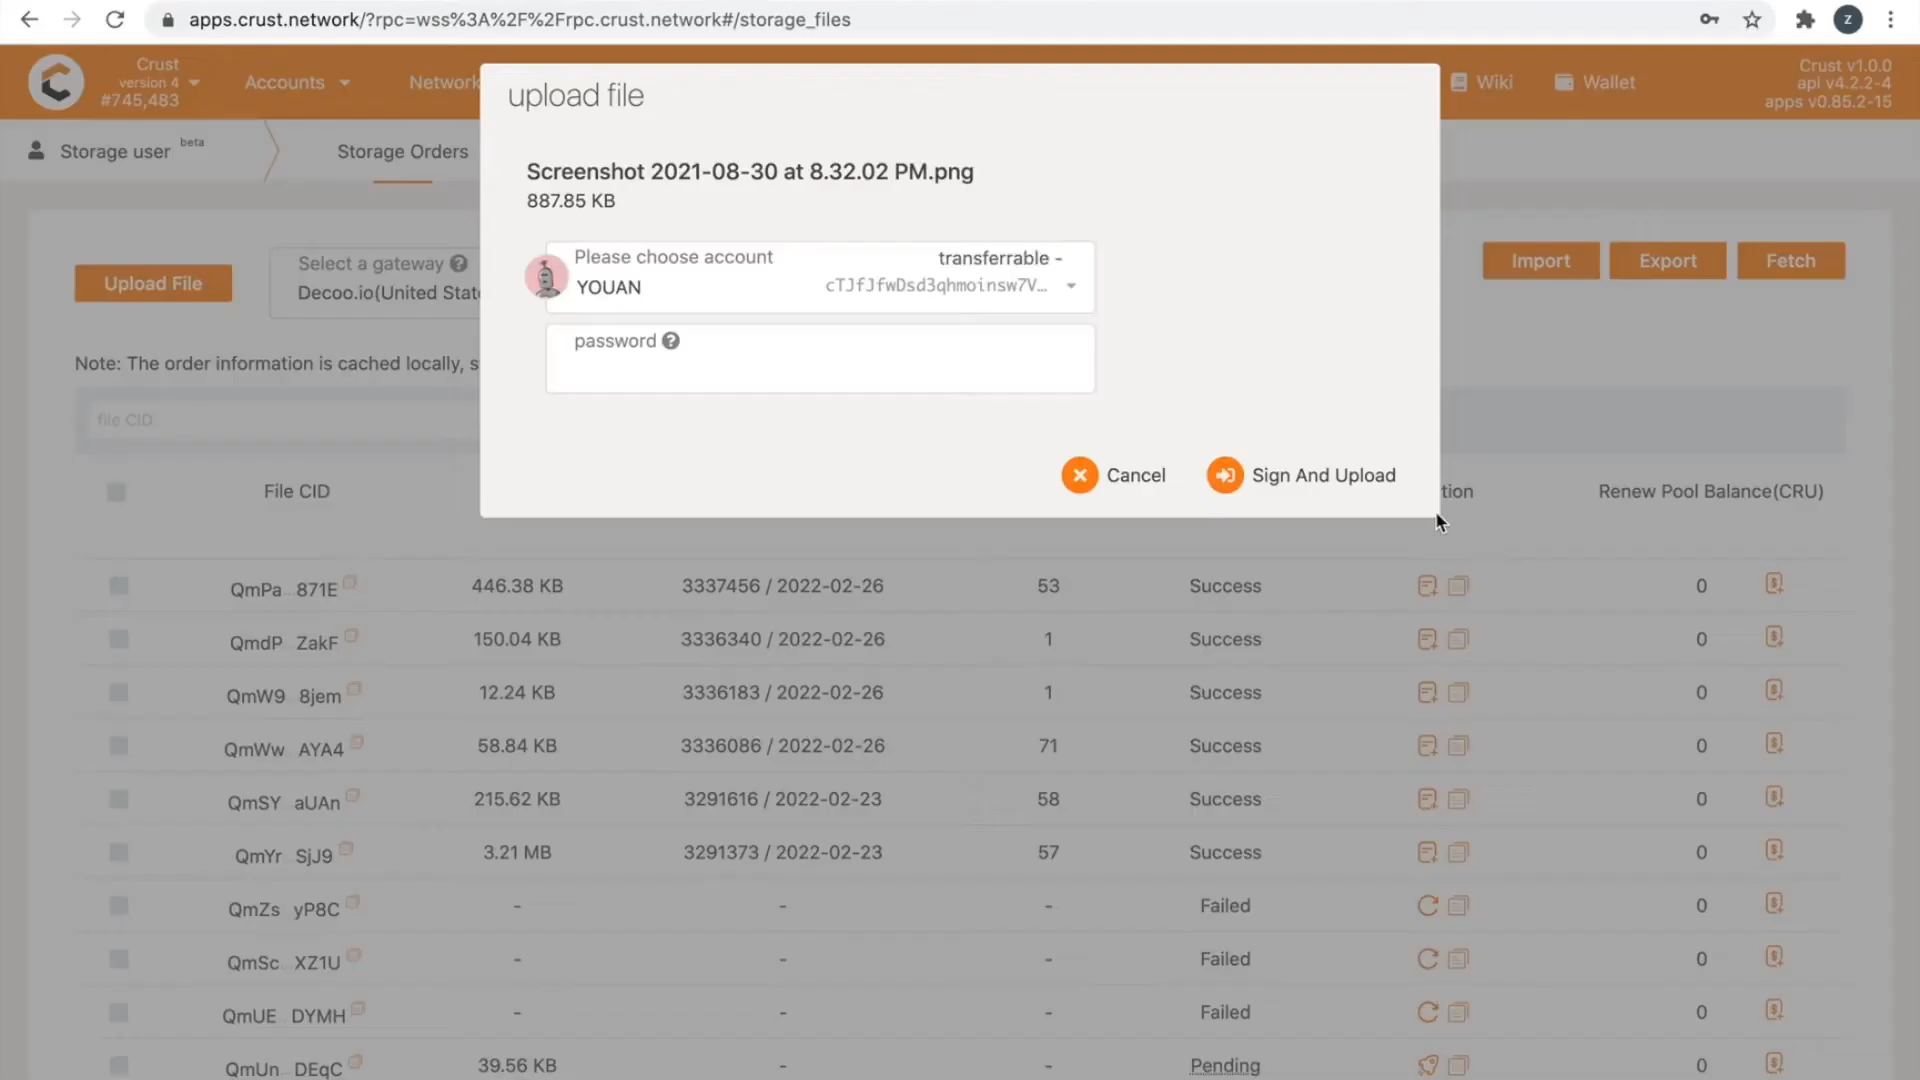 apps.crust.network/?rpc=wss%3A%2F%2Frpc.crust.network#/storage_files
Z
Crust
version 4
#745,483
Accounts
Network
Wiki
Wallet
Crust v1.0.0
api v4.2.2-4
apps v0.85.2-15
Storage user beta
Storage Orders
upload file
Screenshot 2021-08-30 at 8.32.02 PM.png
887.85 KB
Please choose account
transferrable -
YOUAN
cTJfJfwDsd3qhmoinsw7V...
password
Cancel
Sign And Upload
Upload File
Select a gateway
Decoo.io(United State
Import
Export
Fetch
Note: The order information is cached locally, s
file CID
File CID
tion
Renew Pool Balance(CRU)
QmPa...871E 446.38 KB 3337456 / 2022-02-26 53 Success 0
QmdP...ZakF 150.04 KB 3336340 / 2022-02-26 1 Success 0
QmW9...8jem 12.24 KB 3336183 / 2022-02-26 1 Success 0
QmWw...AYA4 58.84 KB 3336086 / 2022-02-26 71 Success 0
QmSY...aUAn 215.62 KB 3291616 / 2022-02-23 58 Success 0
QmYr...SjJ9 3.21 MB 3291373 / 2022-02-23 57 Success 0
QmZs...yP8C - - - Failed 0
QmSc...XZ1U - - - Failed 0
QmUE...DYMH - - - Failed 0
QmUn...DEqC 39.56 KB - - Pending 0